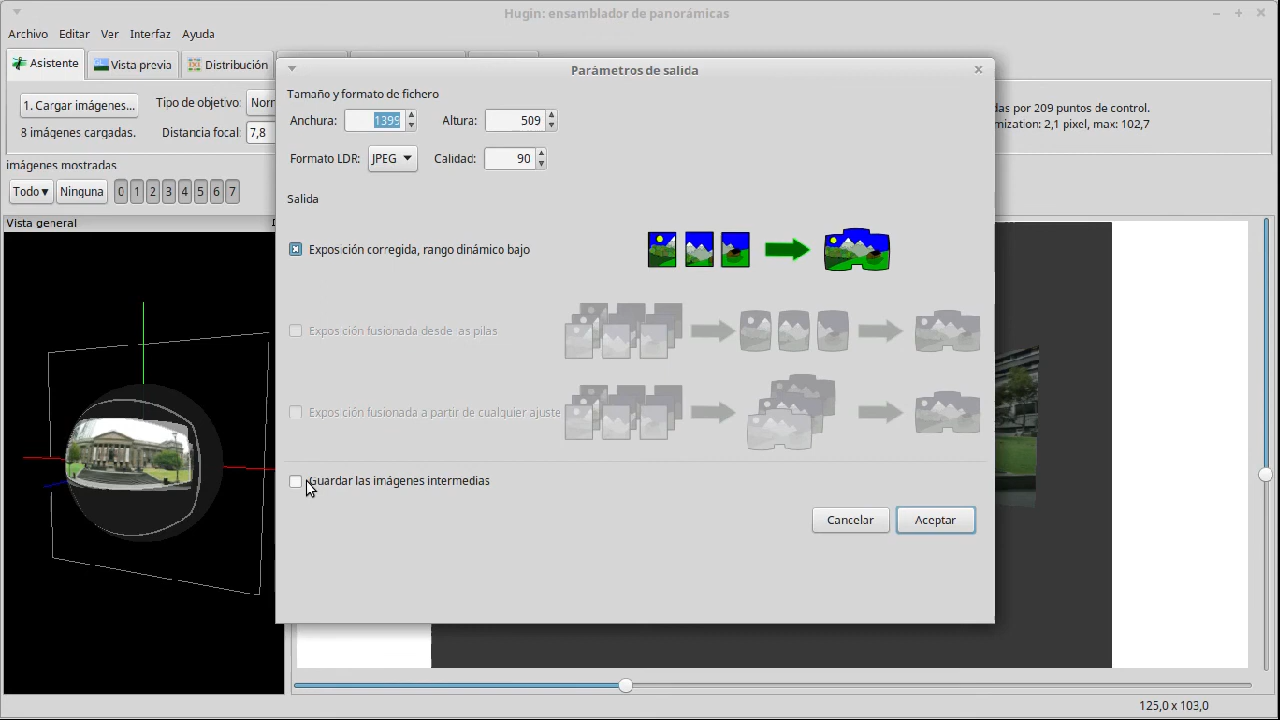 Hugin: ensamblador de panorámicas
Archivo Editar Ver Interfaz Ayuda
Asistente Vista previa Distribución
Parámetros de salida
Tamaño y formato de fichero
1. Cargar imágenes... Tipo de objetivo: Norn
8 imágenes cargadas. Distancia focal: 7,8
Anchura: 1399 Altura: 509
Formato LDR: JPEG Calidad: 90
das por 209 puntos de control.
mization: 2,1 pixel, max: 102,7
imágenes mostradas
Todo Ninguna 0 1 2 3 4 5 6 7
Vista general
Salida
Exposición corregida, rango dinámico bajo
Exposición fusionada desde las pilas
Exposición fusionada a partir de cualquier ajuste
Guardar las imágenes intermedias
Cancelar Aceptar
125,0 x 103,0